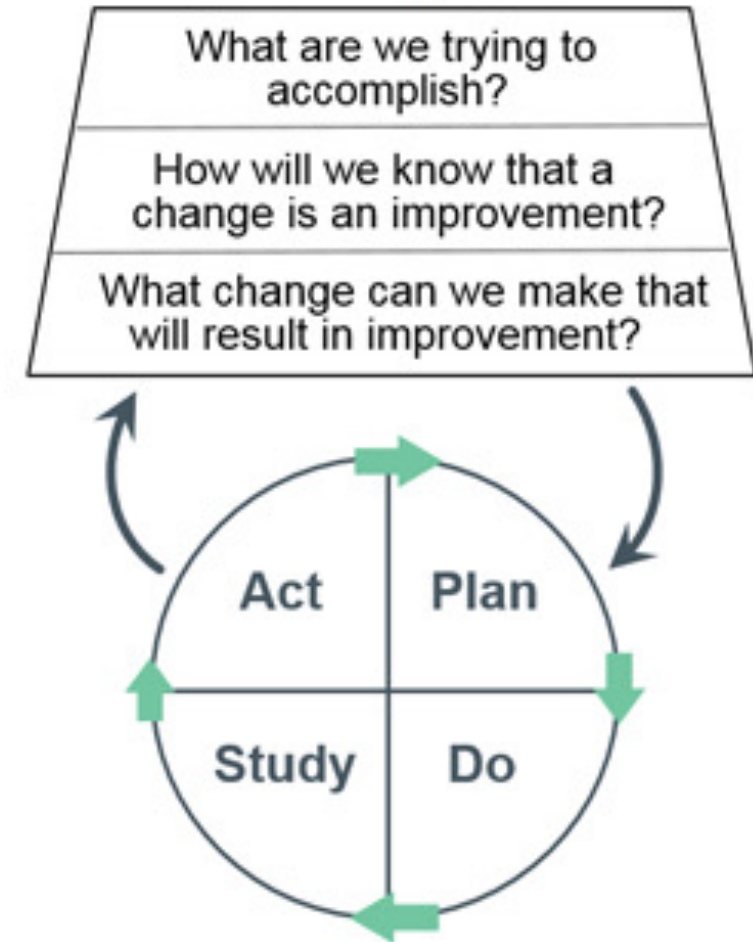 What are we trying to
accomplish?
How will we know that a
change is an improvement?
What change can we make that
will result in improvement?
Act
Plan
Study
Do